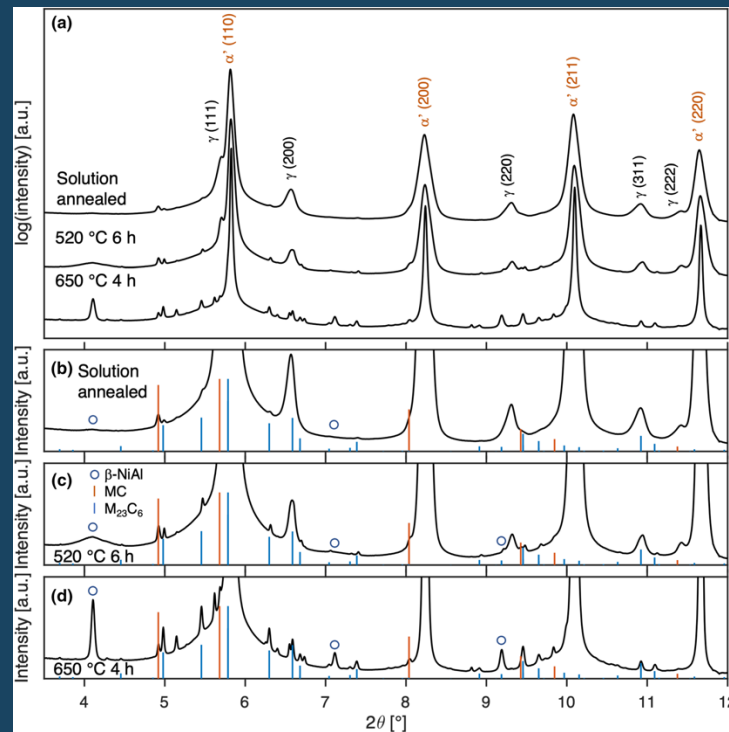 (a)
γ (111)
α' (110)
γ (200)
α' (200)
γ (220)
α' (211)
γ (311)
γ (222)
α' (220)
log(intensity) [a.u.]
Solution
annealed
520 °C 6 h
650 °C 4 h
(b)
Solution
annealed
Intensity [a.u.]
(c)
β-NiAl
MC
M₂₃C₆
520 °C 6 h
Intensity [a.u.]
(d)
650 °C 4 h
Intensity [a.u.]
4 5 6 7 8 9 10 11 12
2θ [°]